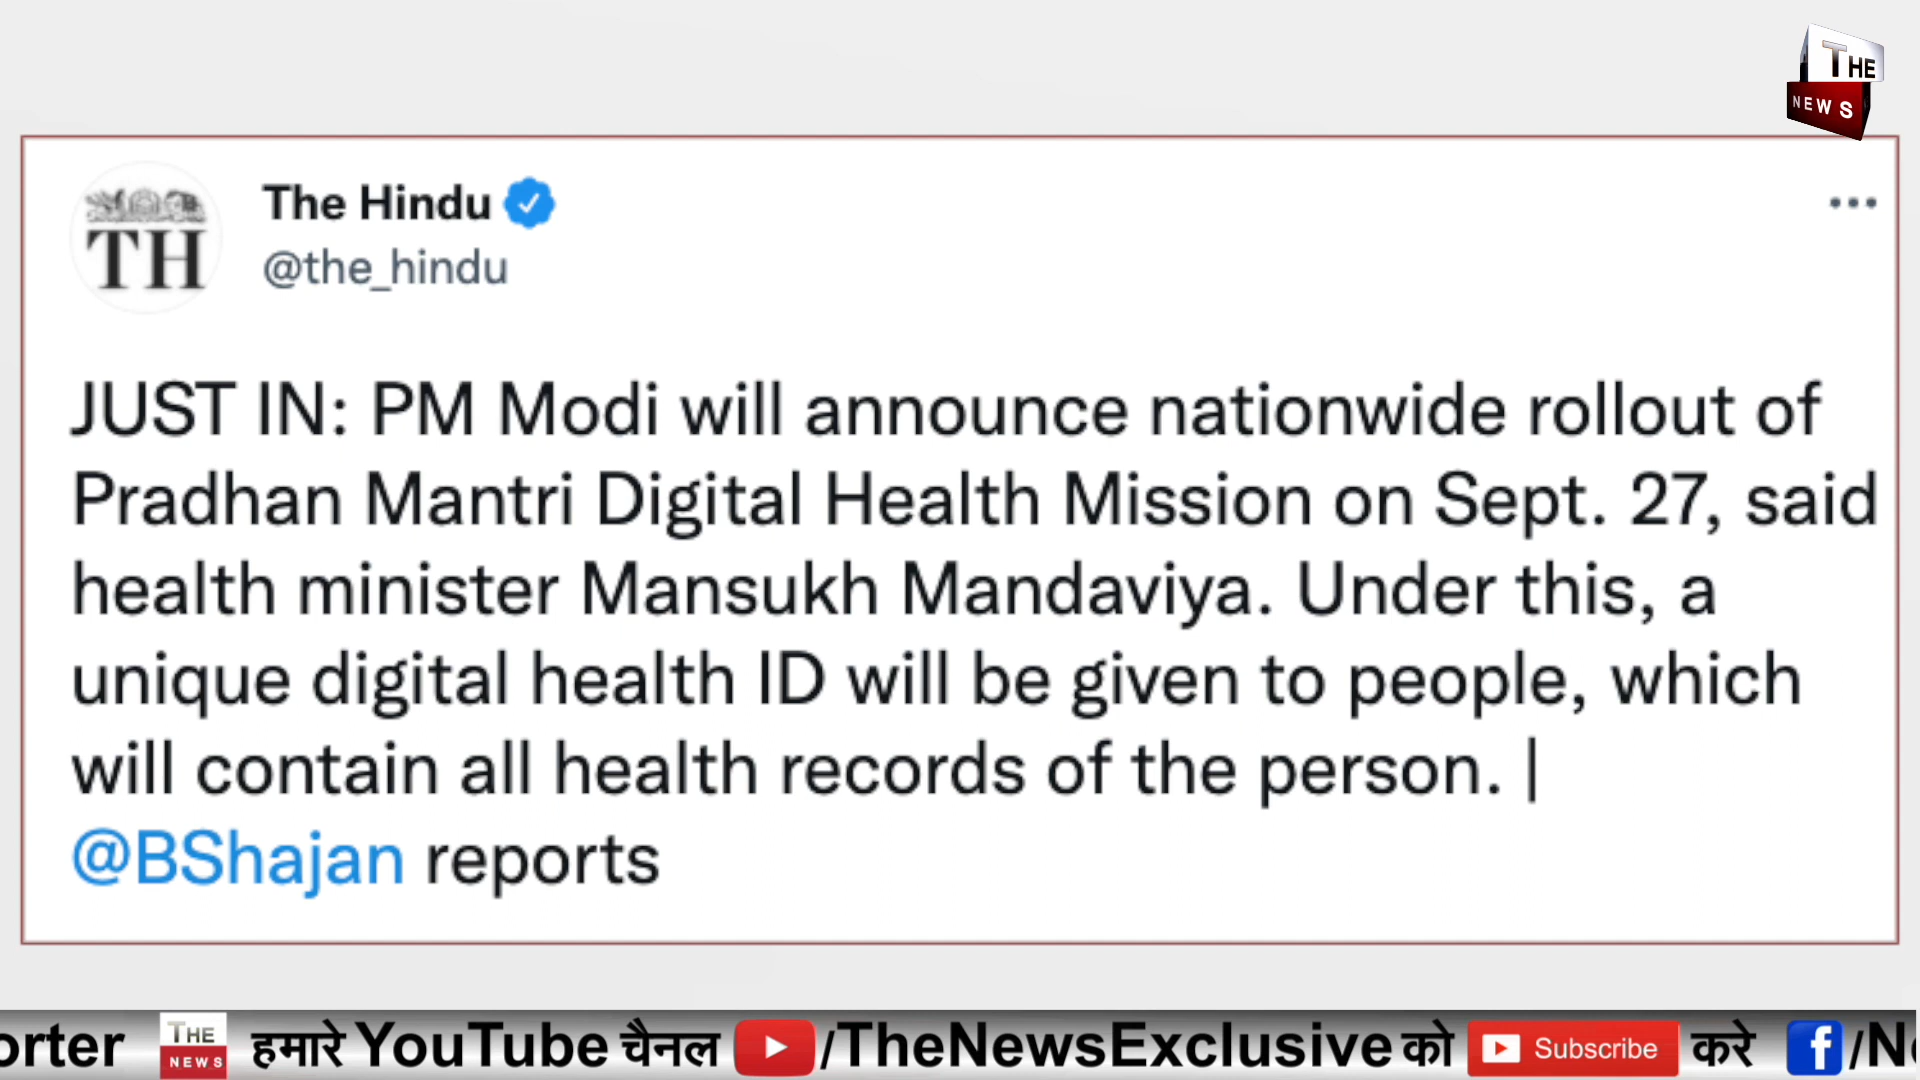 THE
NEWS
The Hindu
@the_hindu
TH
JUST IN: PM Modi will announce nationwide rollout of
Pradhan Mantri Digital Health Mission on Sept. 27, said
health minister Mansukh Mandaviya. Under this, a
unique digital health ID will be given to people, which
will contain all health records of the person. |
@BShajan reports
orter THE NEWS हमारे YouTube चैनल /TheNewsExclusive को Subscribe करे f /N